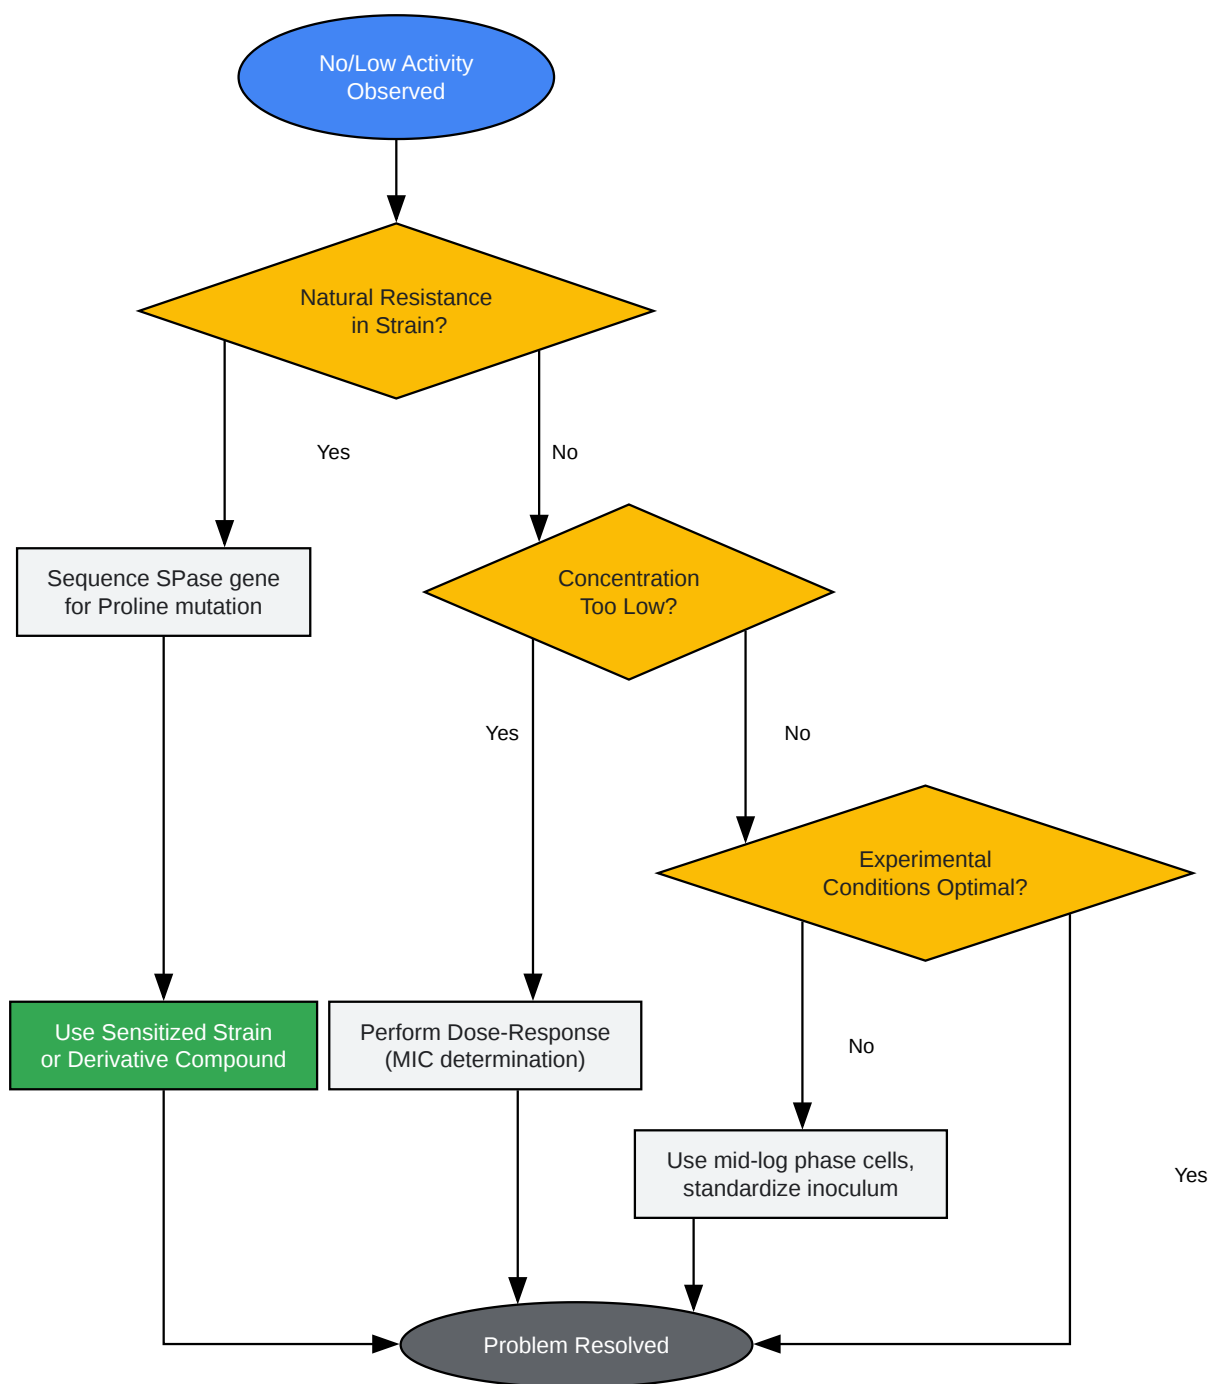 No/Low Activity
Observed
Natural Resistance
in Strain?
Yes
No
Sequence SPase gene
for Proline mutation
Concentration
Too Low?
Yes
No
Experimental
Conditions Optimal?
Use Sensitized Strain
or Derivative Compound
Perform Dose-Response
(MIC determination)
No
Use mid-log phase cells,
standardize inoculum
Yes
Problem Resolved